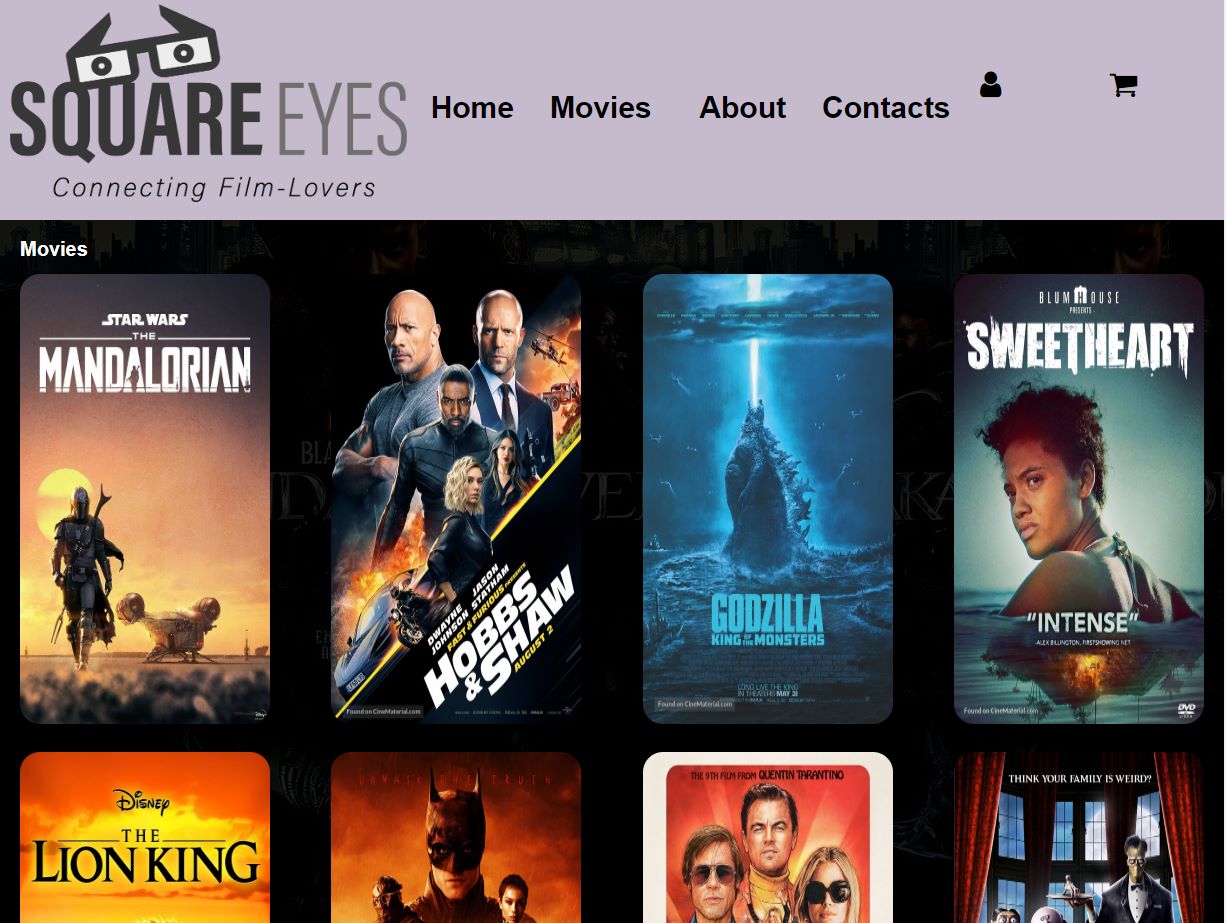 SQUARE EYES
Connecting Film-Lovers
Home
Movies
About
Contacts
Movies
STAR WARS
THE
MANDALORIAN
DWAYNE JASON
JOHNSON STATHAM
FAST & FURIOUS PRESENTS
HOBBS
& SHAW
AUGUST 2
Found on CineMaterial.com
GODZILLA
KING OF THE MONSTERS
LONG LIVE THE KING
IN THEATERS MAY 31
Found on CineMaterial.com
BLUMHOUSE
PRESENTS
SWEETHEART
“INTENSE”
-ALEX BILLINGTON, FIRSTSHOWING.NET
Found on CineMaterial.com
DVD
VIDEO
Disney
THE
LION KING
UNMASK THE TRUTH
THE 9TH FILM FROM QUENTIN TARANTINO
THINK YOUR FAMILY IS WEIRD?